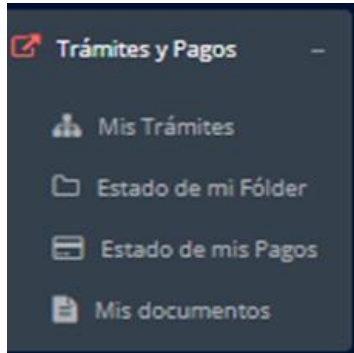 Trámites y Pagos –
Mis Trámites
Estado de mi Fólder
Estado de mis Pagos
Mis documentos